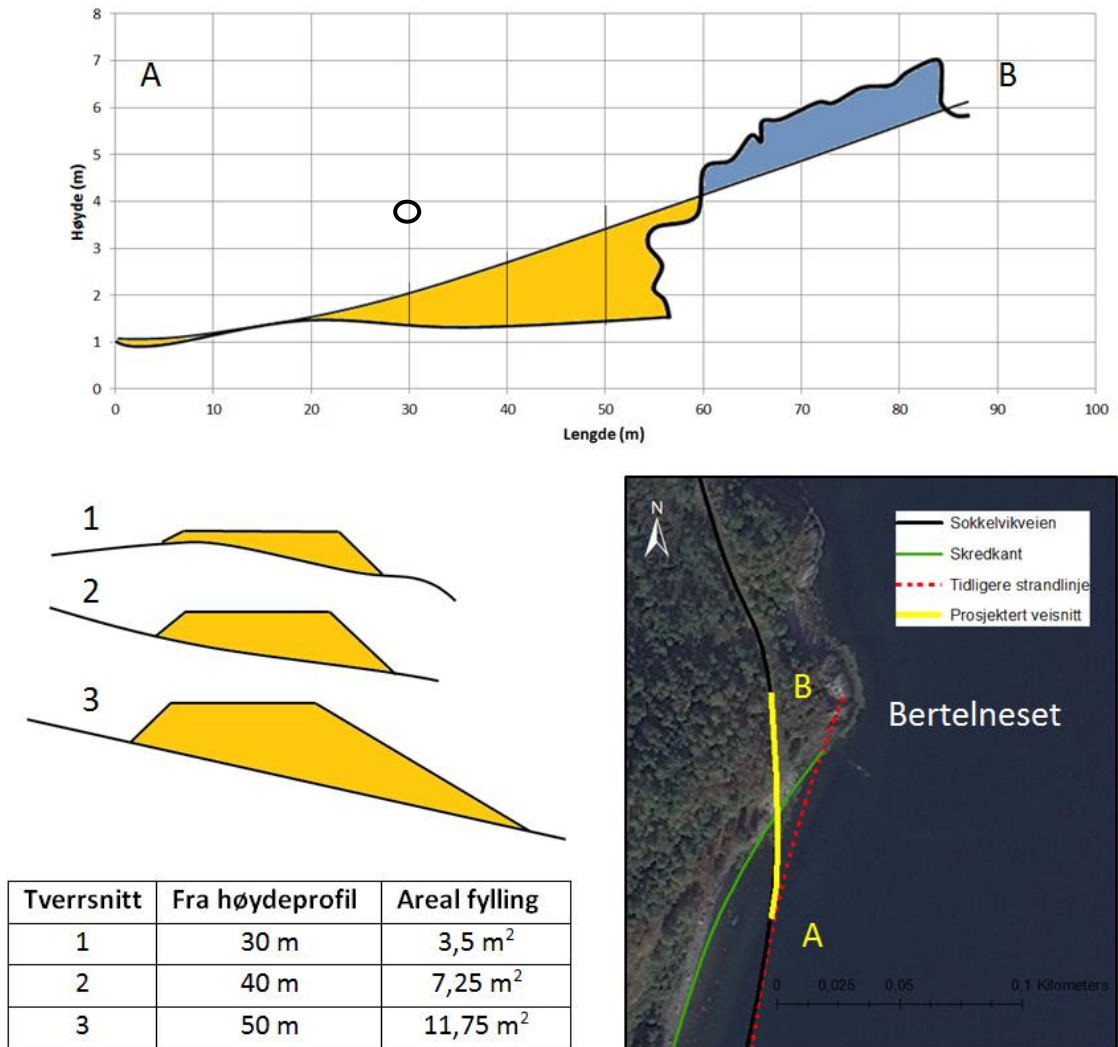 A
B
Høyde (m)
8
7
6
5
4
3
2
1
0
0 10 20 30 40 50 60 70 80 90 100
Lengde (m)
1
2
3
Tverrsnitt Fra høydeprofil Areal fylling
1 30 m 3,5 m²
2 40 m 7,25 m²
3 50 m 11,75 m²
N
Sokkelvikveien
Skredkant
Tidligere strandlinje
Prosjektert veisnitt
B
Bertelneset
A
0 0,025 0,05 0,1 Kilometers